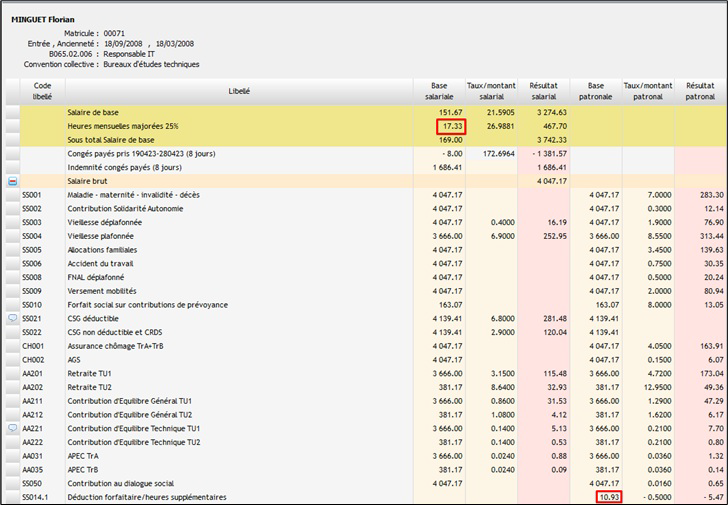 MINGUET Florian
Matricule : 00071
Entrée , Ancienneté : 18/09/2008 , 18/03/2008
B065.02.006 : Responsable IT
Convention collective : Bureaux d'études techniques
Code libellé Libellé Base salariale Taux/montant salarial Résultat salarial Base patronale Taux/montant patronal Résultat patronal
Salaire de base 151.67 21.5905 3 274.63
Heures mensuelles majorées 25% 17.33 26.9881 467.70
Sous total Salaire de base 169.00 3 742.33
Congés payés pris 190423-280423 (8 jours) - 8.00 172.6964 - 1 381.57
Indemnité congés payés (8 jours) 1 686.41 1 686.41
Salaire brut 4 047.17
SS001 Maladie - maternité - invalidité - décès 4 047.17 4 047.17 7.0000 283.30
SS002 Contribution Solidarité Autonomie 4 047.17 4 047.17 0.3000 12.14
SS003 Vieillesse déplafonnée 4 047.17 0.4000 16.19 4 047.17 1.9000 76.90
SS004 Vieillesse plafonnée 3 666.00 6.9000 252.95 3 666.00 8.5500 313.44
SS005 Allocations familiales 4 047.17 4 047.17 3.4500 139.63
SS006 Accident du travail 4 047.17 4 047.17 0.7500 30.35
SS008 FNAL déplafonné 4 047.17 4 047.17 0.5000 20.24
SS009 Versement mobilités 4 047.17 4 047.17 2.0000 80.94
SS010 Forfait social sur contributions de prévoyance 163.07 163.07 8.0000 13.05
SS021 CSG déductible 4 139.41 6.8000 281.48 4 139.41
SS022 CSG non déductible et CRDS 4 139.41 2.9000 120.04 4 139.41
CH001 Assurance chômage TrA+TrB 4 047.17 4 047.17 4.0500 163.91
CH002 AGS 4 047.17 4 047.17 0.1500 6.07
AA201 Retraite TU1 3 666.00 3.1500 115.48 3 666.00 4.7200 173.04
AA202 Retraite TU2 381.17 8.6400 32.93 381.17 12.9500 49.36
AA211 Contribution d'Equilibre Général TU1 3 666.00 0.8600 31.53 3 666.00 1.2900 47.29
AA212 Contribution d'Equilibre Général TU2 381.17 1.0800 4.12 381.17 1.6200 6.17
AA221 Contribution d'Equilibre Technique TU1 3 666.00 0.1400 5.13 3 666.00 0.2100 7.70
AA222 Contribution d'Equilibre Technique TU2 381.17 0.1400 0.53 381.17 0.2100 0.80
AA031 APEC TrA 3 666.00 0.0240 0.88 3 666.00 0.0360 1.32
AA035 APEC TrB 381.17 0.0240 0.09 381.17 0.0360 0.14
SS050 Contribution au dialogue social 4 047.17 0.0160 0.65
SS014.1 Déduction forfaitaire/heures supplémentaires 10.93 - 0.5000 - 5.47